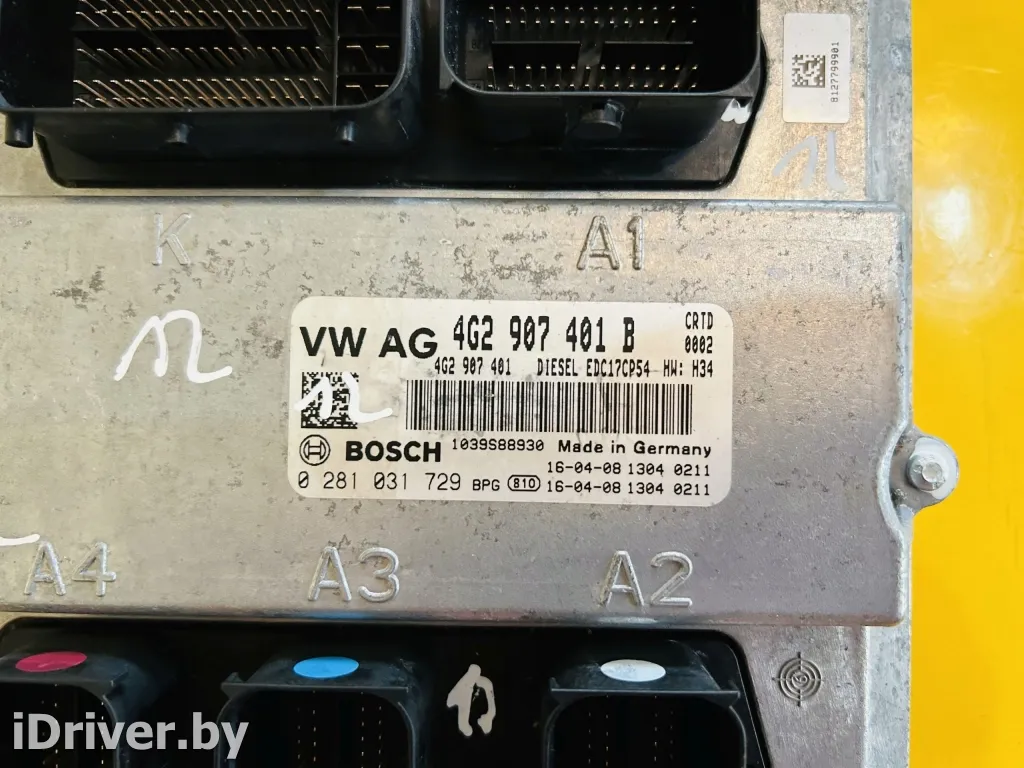 8127799901
K A1
VW AG 4G2 907 401 B CRTD
0002
4G2 907 401 DIESEL EDC17CP54 HW: H34
BOSCH 1039S88930 Made in Germany
16-04-08 1304 0211
0 281 031 729 BPG 810 16-04-08 1304 0211
A4 A3 A2
6
iDriver.by